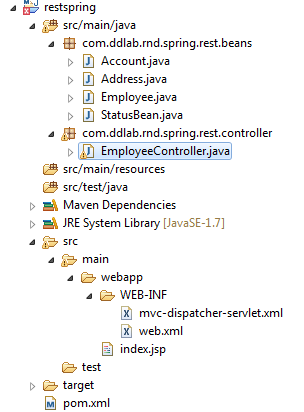 restspring
src/main/java
com.ddlab.rnd.spring.rest.beans
Account.java
Address.java
Employee.java
StatusBean.java
com.ddlab.rnd.spring.rest.controller
EmployeeController.java
src/main/resources
src/test/java
Maven Dependencies
JRE System Library [JavaSE-1.7]
src
main
webapp
WEB-INF
mvc-dispatcher-servlet.xml
web.xml
index.jsp
test
target
pom.xml